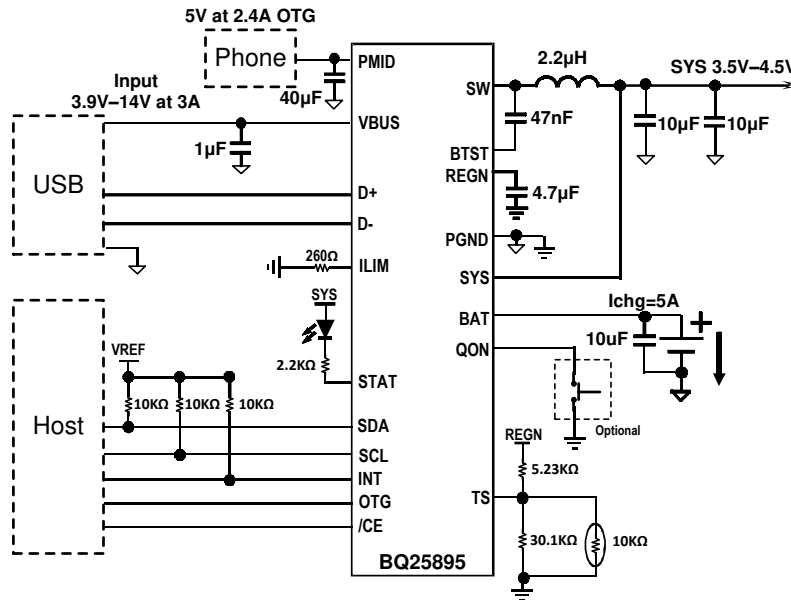 5V at 2.4A OTG
Phone
PMID
40µF
Input
3.9V–14V at 3A
VBUS
1µF
USB
D+
D-
260Ω
ILIM
SYS
2.2KΩ
STAT
VREF
10KΩ
10KΩ
10KΩ
Host
SDA
SCL
INT
OTG
/CE
BQ25895
2.2µH
SYS 3.5V–4.5V
SW
47nF
10µF
10µF
BTST
REGN
4.7µF
PGND
SYS
Ichg=5A
BAT
10uF
+
QON
Optional
REGN
5.23KΩ
TS
30.1KΩ
10KΩ